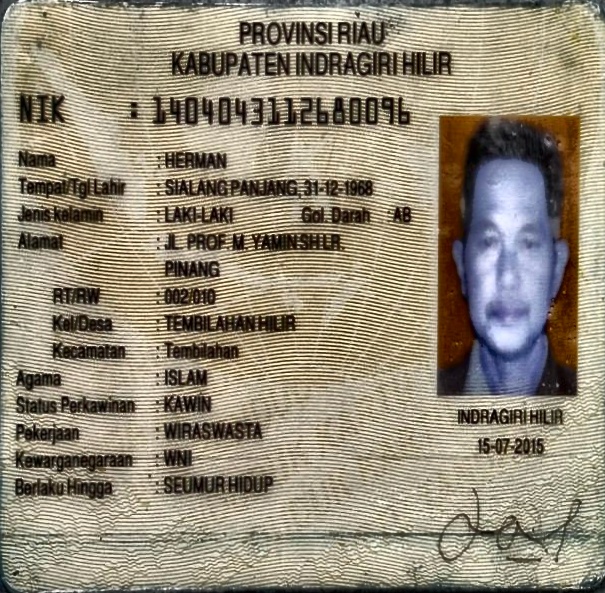 PROVINSI RIAU
KABUPATEN INDRAGIRI HILIR
NIK : 1404043112680096
Nama : HERMAN
Tempat/Tgl Lahir : SIALANG PANJANG, 31-12-1968
Jenis kelamin : LAKI-LAKI Gol. Darah : AB
Alamat : JL. PROF. M. YAMIN SH LR.
PINANG
RT/RW : 002/010
Kel/Desa : TEMBILAHAN HILIR
Kecamatan : Tembilahan
Agama : ISLAM
Status Perkawinan : KAWIN
Pekerjaan : WIRASWASTA
Kewarganegaraan : WNI
Berlaku Hingga : SEUMUR HIDUP
INDRAGIRI HILIR
15-07-2015